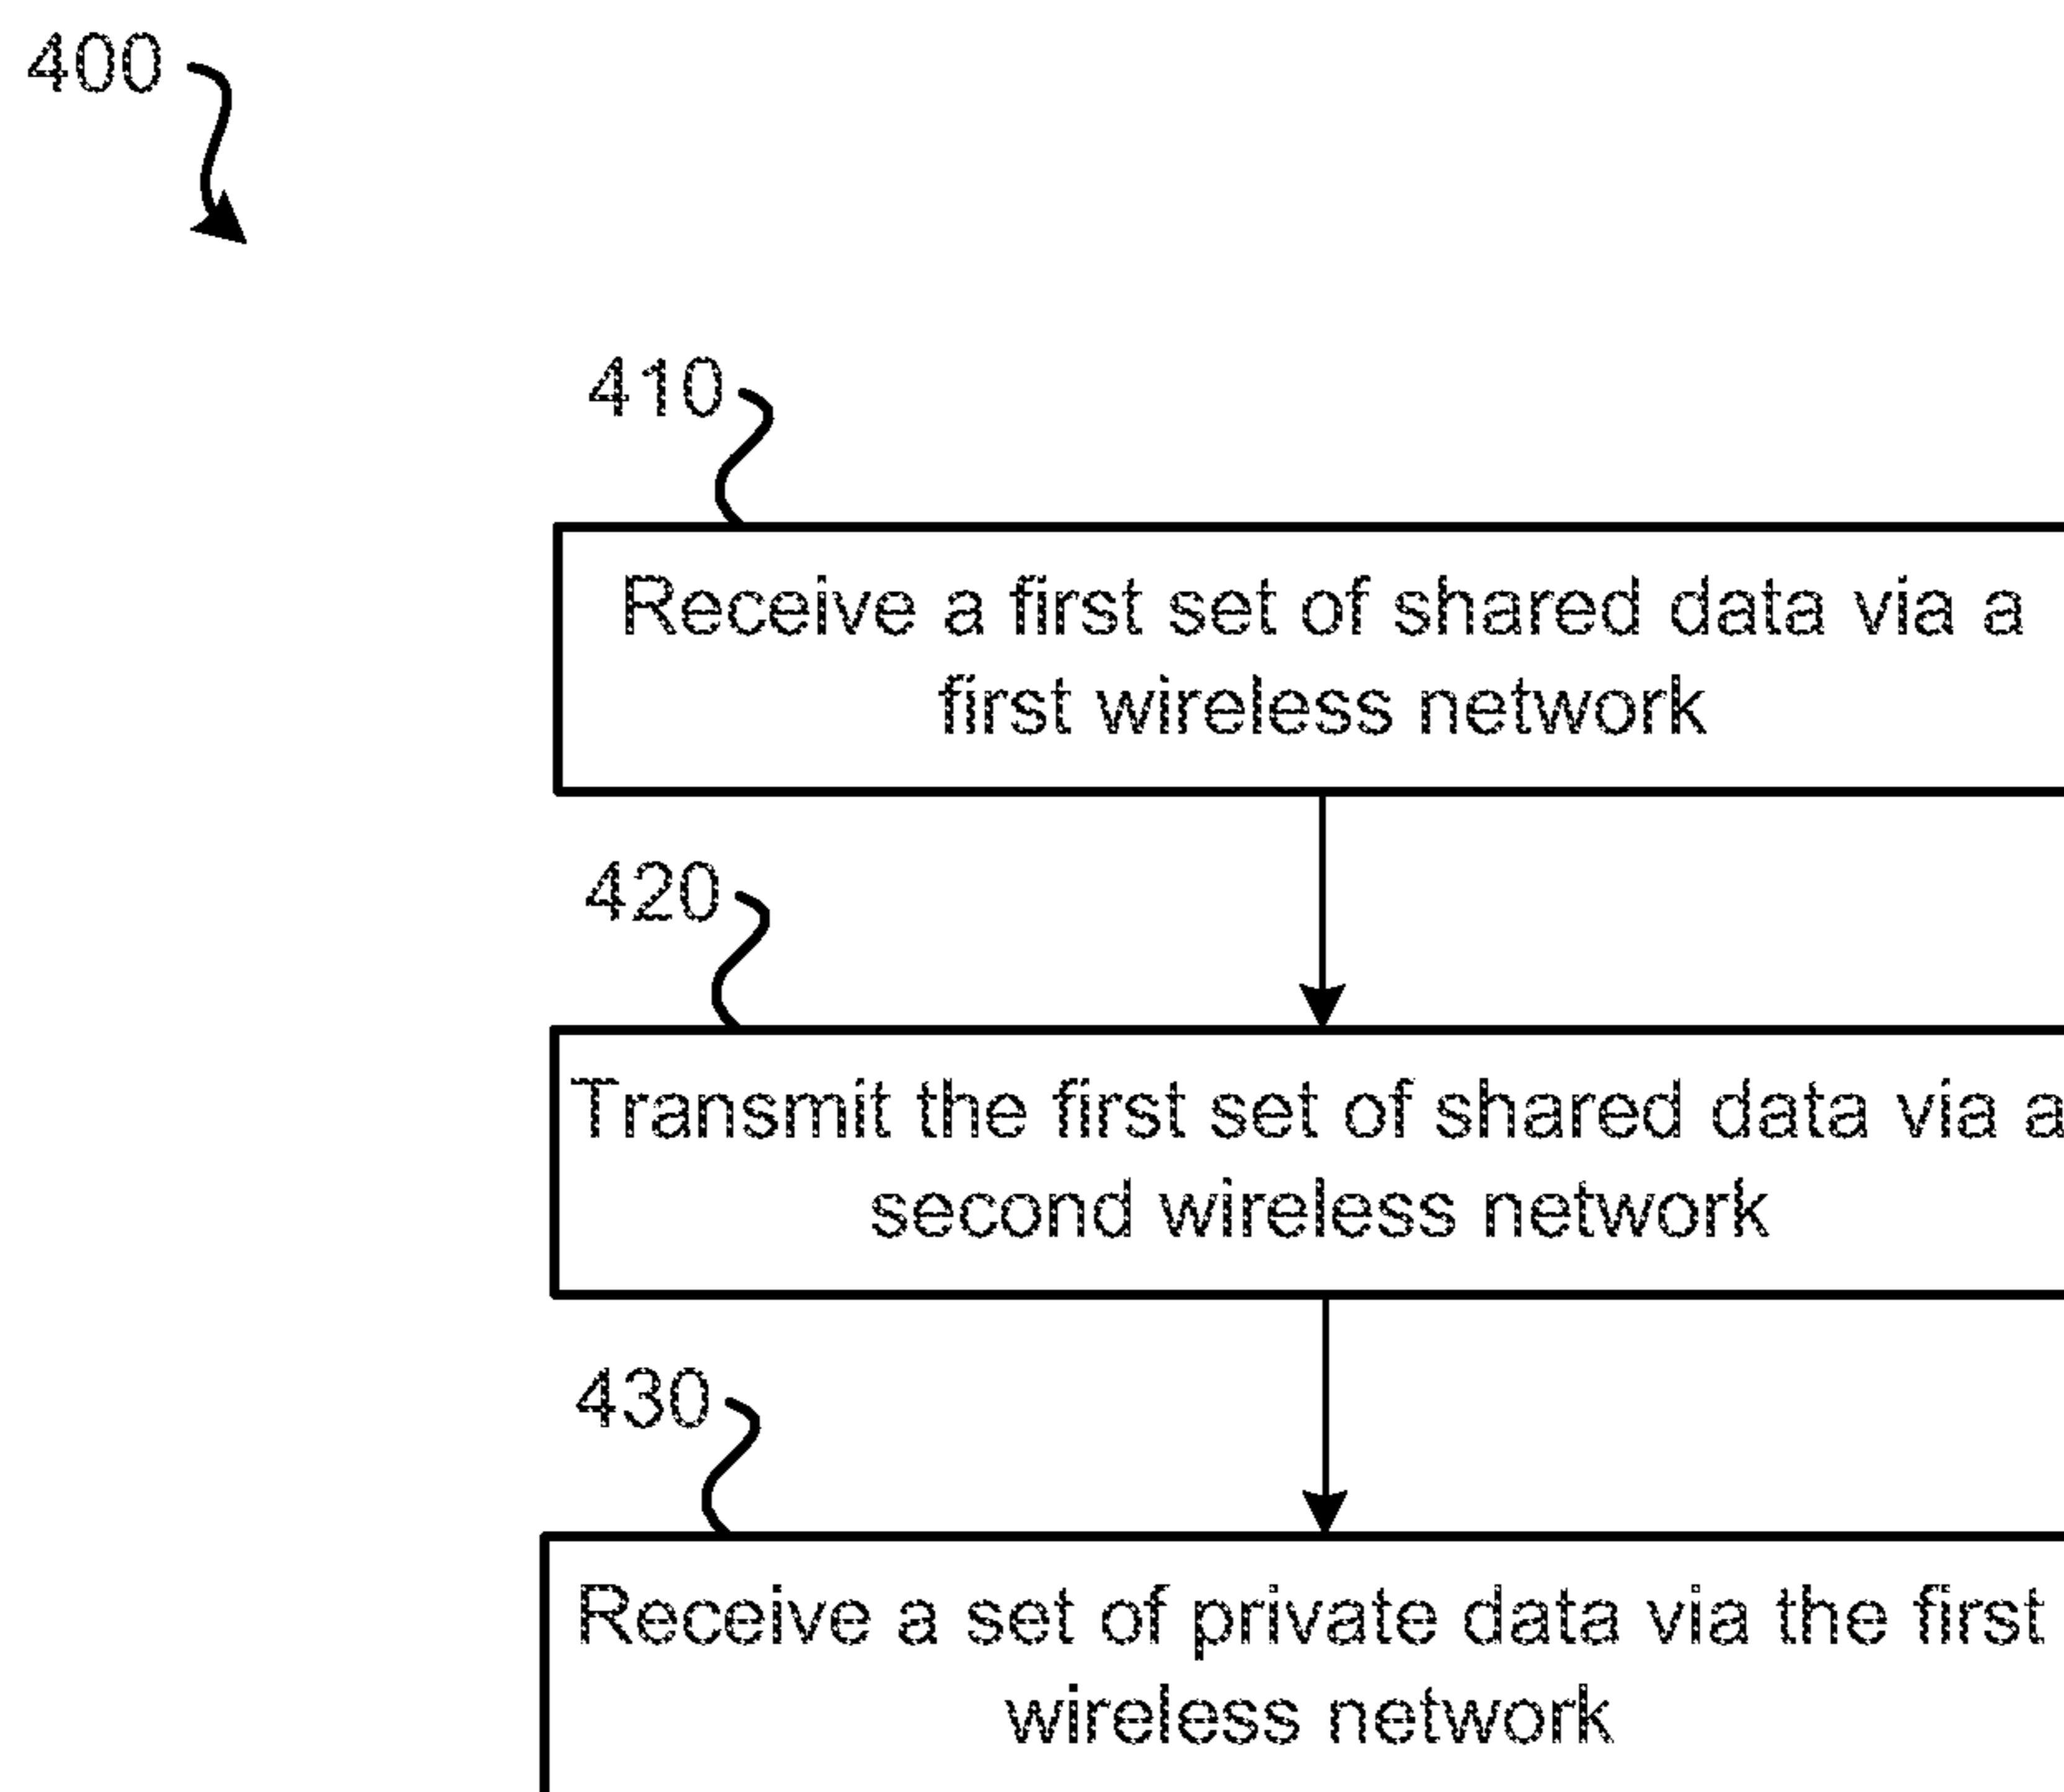 400
410
Receive a first set of shared data via a
first wireless network
420
Transmit the first set of shared data via a
second wireless network
430
Receive a set of private data via the first
wireless network